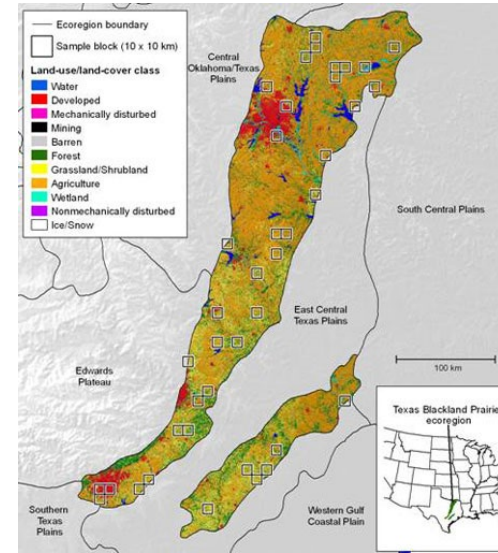 Ecoregion boundary
Sample block (10 x 10 km)
Land-use/land-cover class
Water
Developed
Mechanically disturbed
Mining
Barren
Forest
Grassland/Shrubland
Agriculture
Wetland
Nonmechanically disturbed
Ice/Snow
Central
Oklahoma/Texas
Plains
South Central Plains
East Central
Texas Plains
Edwards
Plateau
100 km
Texas Blackland Prairie
ecoregion
Southern
Texas
Plains
Western Gulf
Coastal Plain